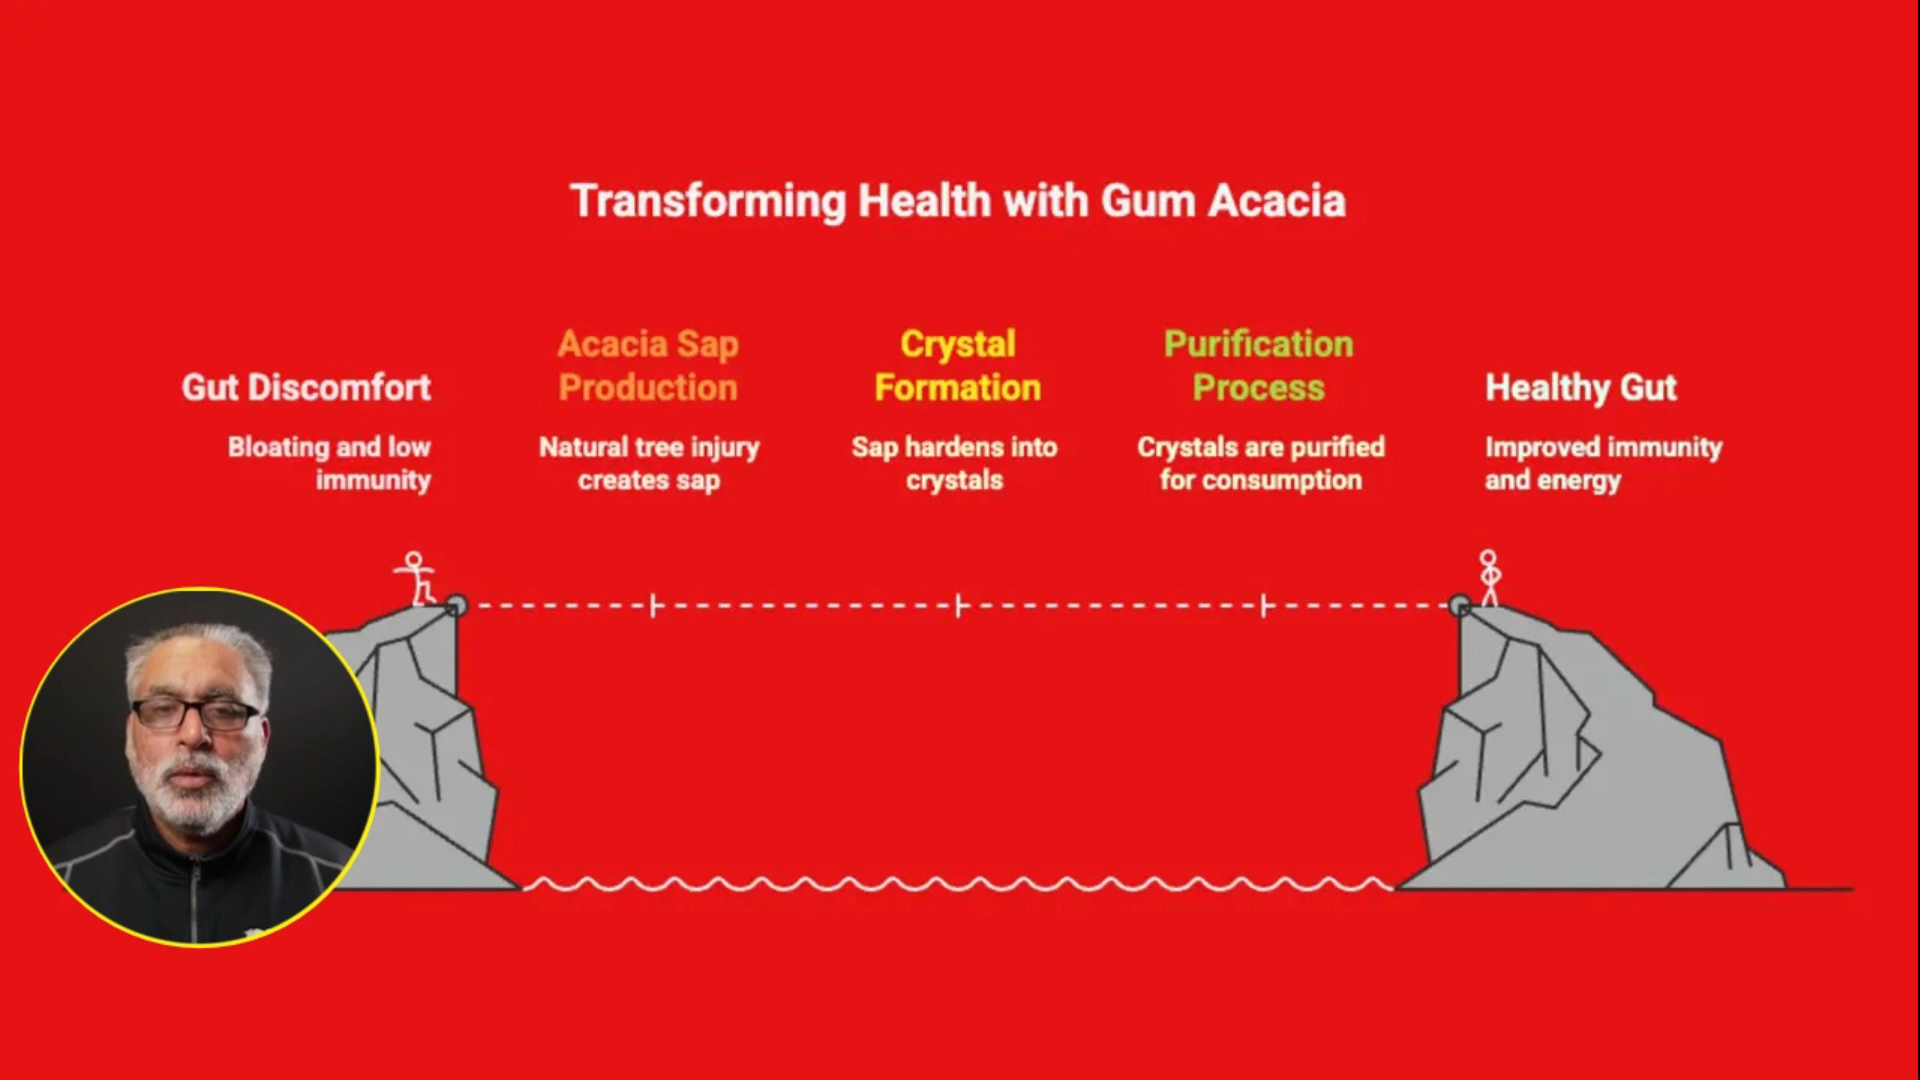 Transforming Health with Gum Acacia
Gut Discomfort
Bloating and low
immunity
Acacia Sap
Production
Natural tree injury
creates sap
Crystal
Formation
Sap hardens into
crystals
Purification
Process
Crystals are purified
for consumption
Healthy Gut
Improved immunity
and energy